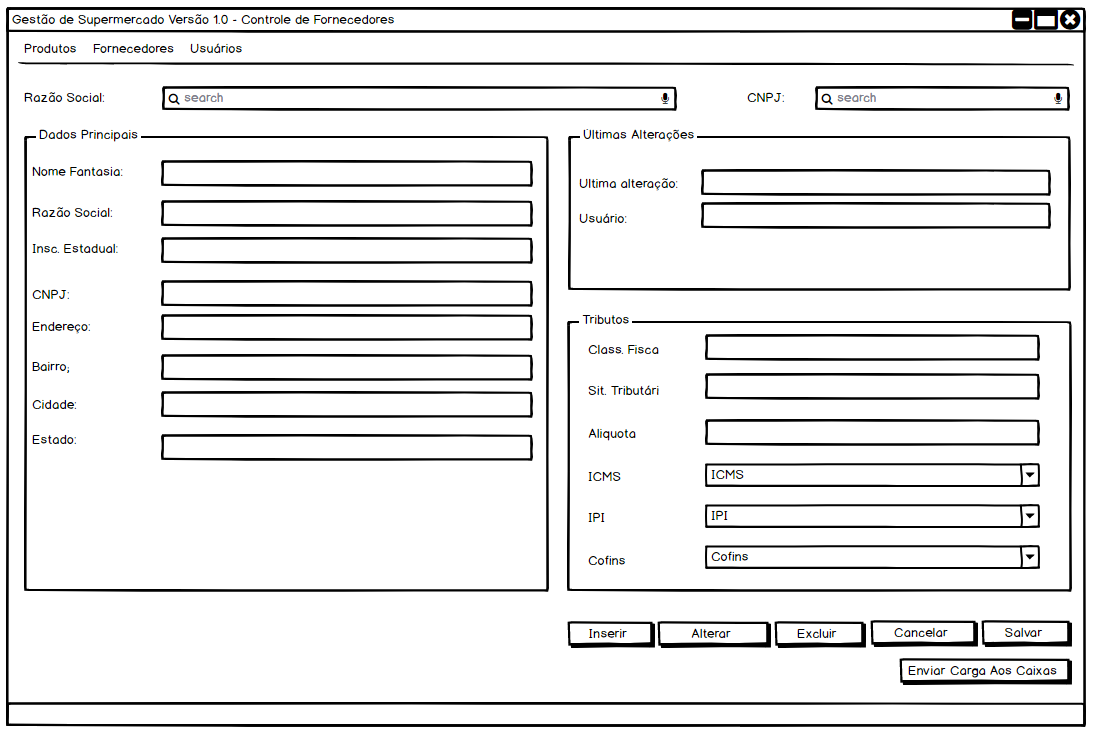 Gestão de Supermercado Versão 1.0 - Controle de Fornecedores
Produtos Fornecedores Usuários
Razão Social: search CNPJ: search
Dados Principais
Nome Fantasia:
Razão Social:
Insc. Estadual:
CNPJ:
Endereço:
Bairro;
Cidade:
Estado:
Últimas Alterações
Ultima alteração:
Usuário:
Tributos
Class. Fisca
Sit. Tributári
Aliquota
ICMS ICMS
IPI IPI
Cofins Cofins
Inserir Alterar Excluir Cancelar Salvar
Enviar Carga Aos Caixas